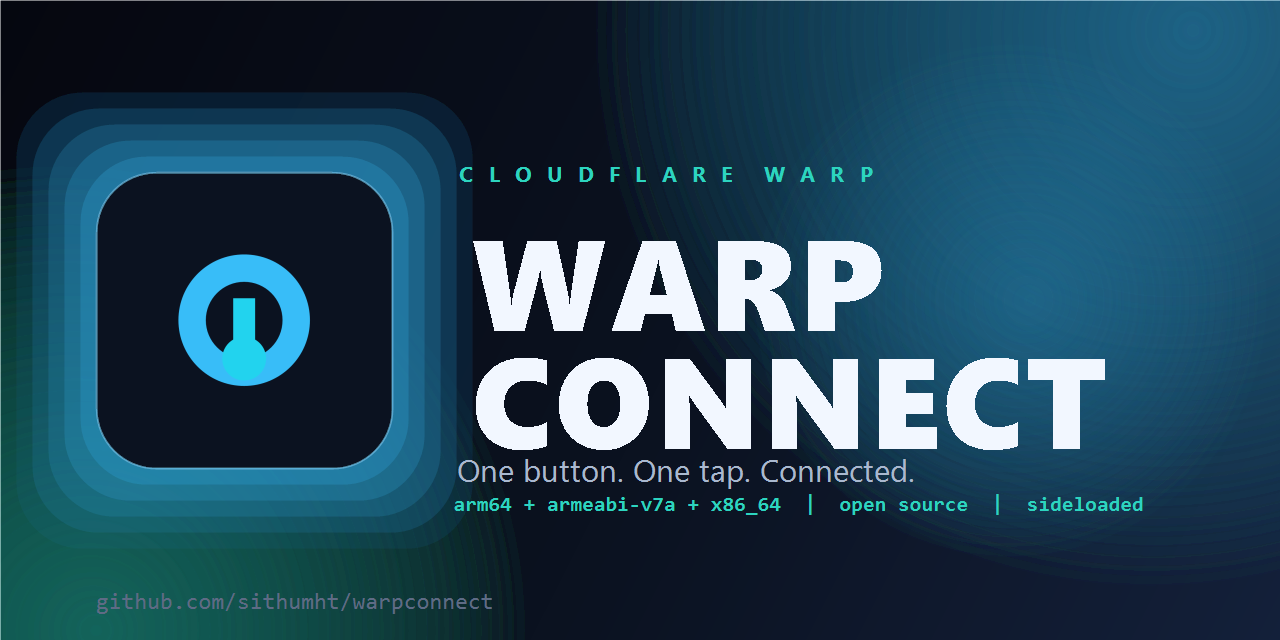 CLOUDFLARE WARP
WARP
CONNECT
One button. One tap. Connected.
arm64 + armeabi-v7a + x86_64 | open source | sideloaded
github.com/sithumht/warpconnect